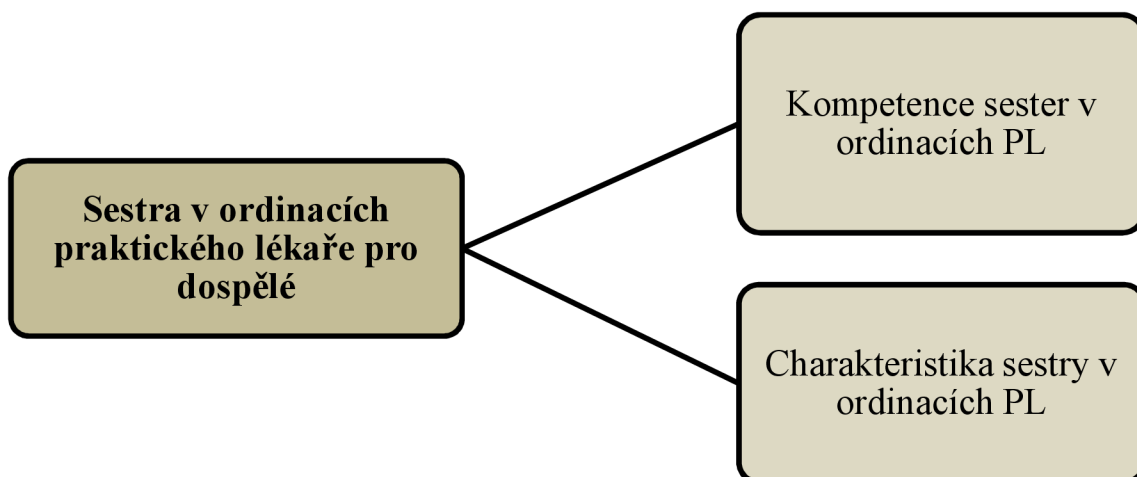 Sestra v ordinacích
praktického lékaře pro
dospělé
Kompetence sester v
ordinacích PL
Charakteristika sestry v
ordinacích PL